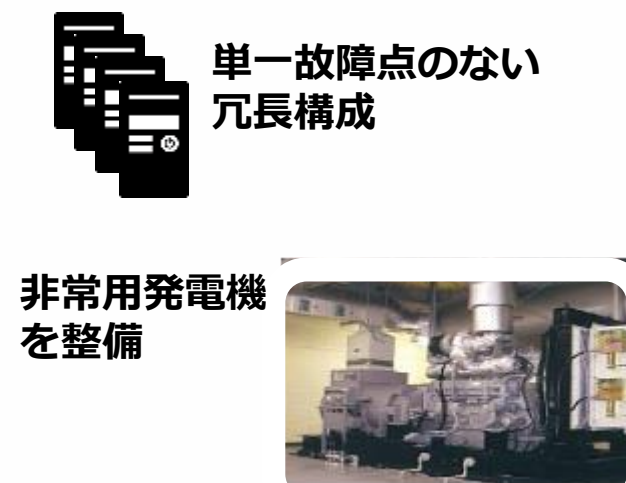 単一故障点のない
冗長構成
非常用発電機
を整備